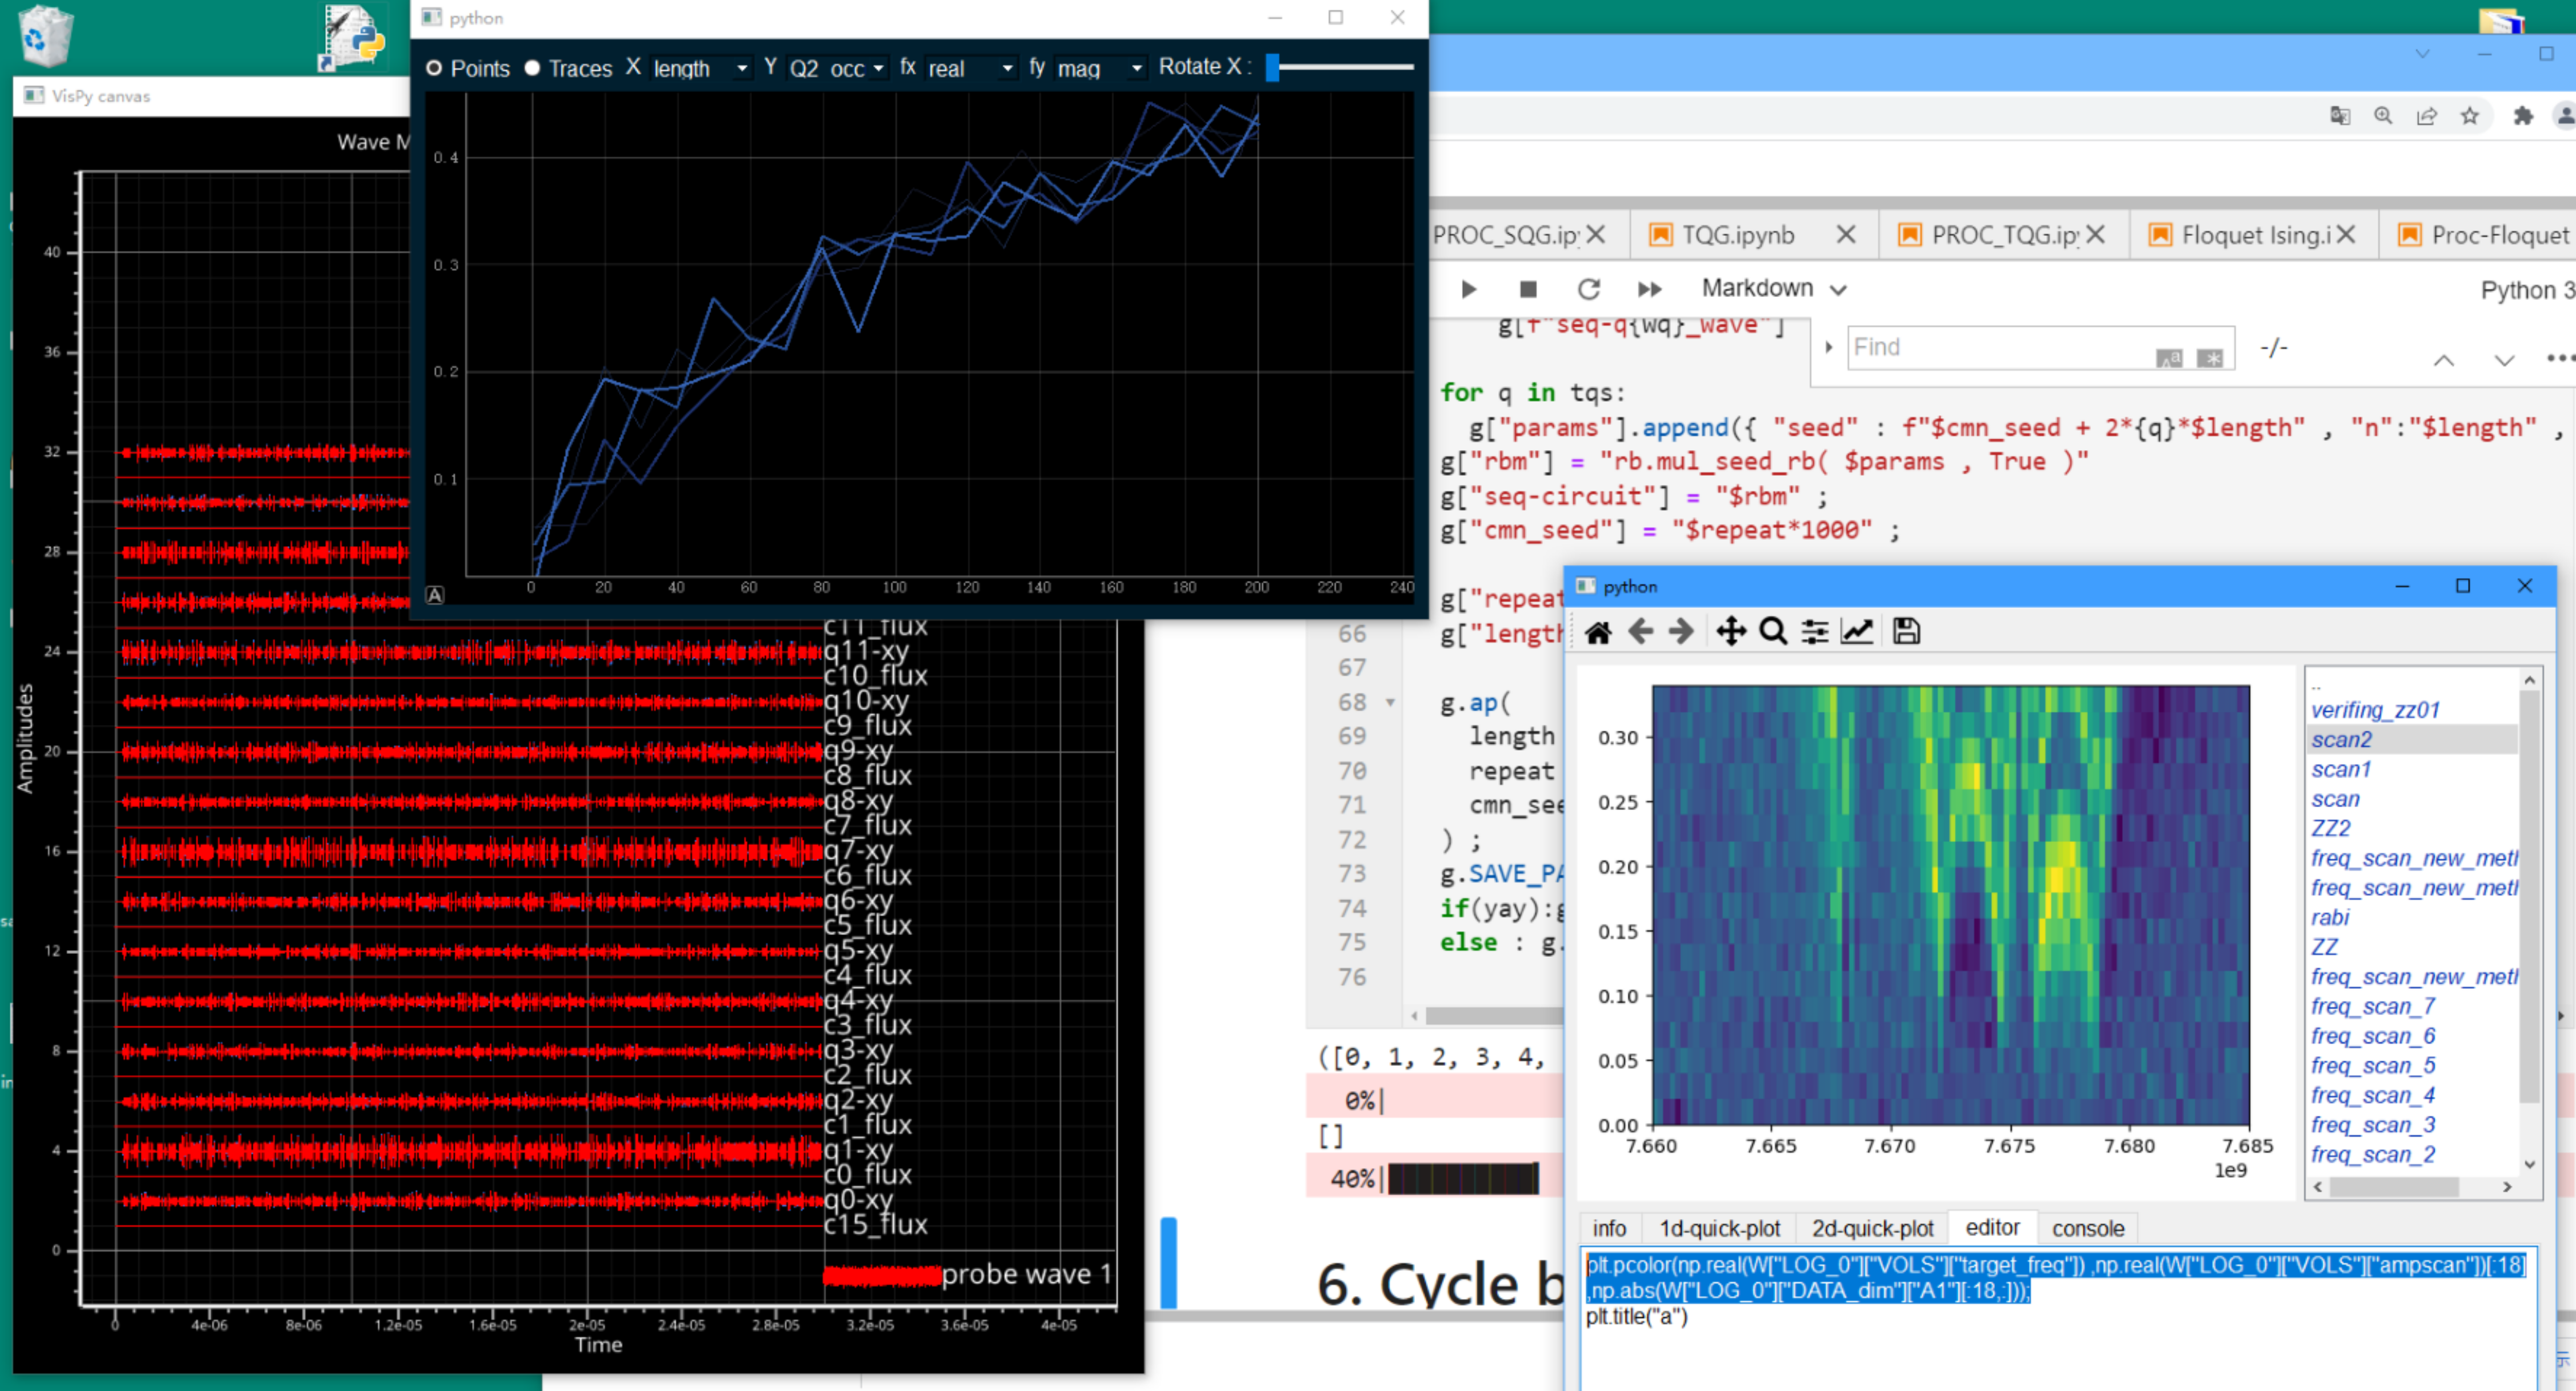 python
Points Traces X length Y Q2 occ fx real fy mag Rotate X :
0.4
0.3
0.2
0.1
0 20 40 60 80 100 120 140 160 180 200 220 240
A
VisPy canvas
Wave M
Amplitudes
40
36
32
28
24
20
16
12
8
4
0
c11_flux
q11-xy
c10_flux
q10-xy
c9_flux
q9-xy
c8_flux
q8-xy
c7_flux
q7-xy
c6_flux
q6-xy
c5_flux
q5-xy
c4_flux
q4-xy
c3_flux
q3-xy
c2_flux
q2-xy
c1_flux
q1-xy
c0_flux
q0-xy
c15_flux
probe wave 1
0 4e-06 8e-06 1.2e-05 1.6e-05 2e-05 2.4e-05 2.8e-05 3.2e-05 3.6e-05 4e-05
Time
PROC_SQG.ip TQG.ipynb PROC_TQG.ip Floquet Ising.i Proc-Floquet
Markdown Python 3
Find -/-
g[f"seq-q{wq}_wave"]
for q in tqs:
g["params"].append({ "seed" : f"$cmn_seed + 2*{q}*$length" , "n":"$length" ,
g["rbm"] = "rb.mul_seed_rb( $params , True )"
g["seq-circuit"] = "$rbm" ;
g["cmn_seed"] = "$repeat*1000" ;
g["repeat
66 g["length
67
68 g.ap(
69 length
70 repeat
71 cmn_see
72 ) ;
73 g.SAVE_PA
74 if(yay):g
75 else : g.
76
([0, 1, 2, 3, 4,
0%|
[]
40%|
6. Cycle b
python
0.30
0.25
0.20
0.15
0.10
0.05
0.00
7.660 7.665 7.670 7.675 7.680 7.685
1e9
..
verifing_zz01
scan2
scan1
scan
ZZ2
freq_scan_new_metl
freq_scan_new_metl
rabi
ZZ
freq_scan_new_metl
freq_scan_7
freq_scan_6
freq_scan_5
freq_scan_4
freq_scan_3
freq_scan_2
info 1d-quick-plot 2d-quick-plot editor console
plt.pcolor(np.real(W["LOG_0"]["VOLS"]["target_freq"]) ,np.real(W["LOG_0"]["VOLS"]["ampscan"])[:18]
,np.abs(W["LOG_0"]["DATA_dim"]["A1"][:18,:]));
plt.title("a")